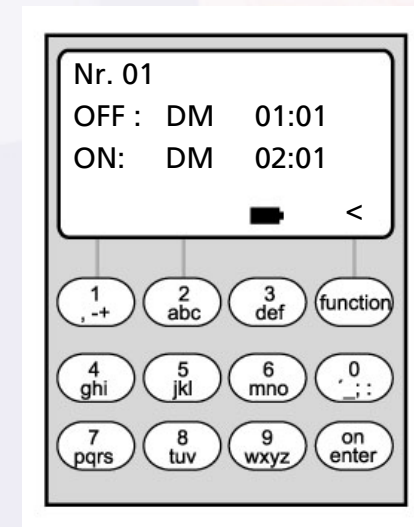 Nr. 01
OFF : DM 01:01
ON: DM 02:01
<
1 2 3 function
, -+ abc def
4 5 6 0
ghi jkl mno ´_; :
7 8 9 on
pqrs tuv wxyz enter